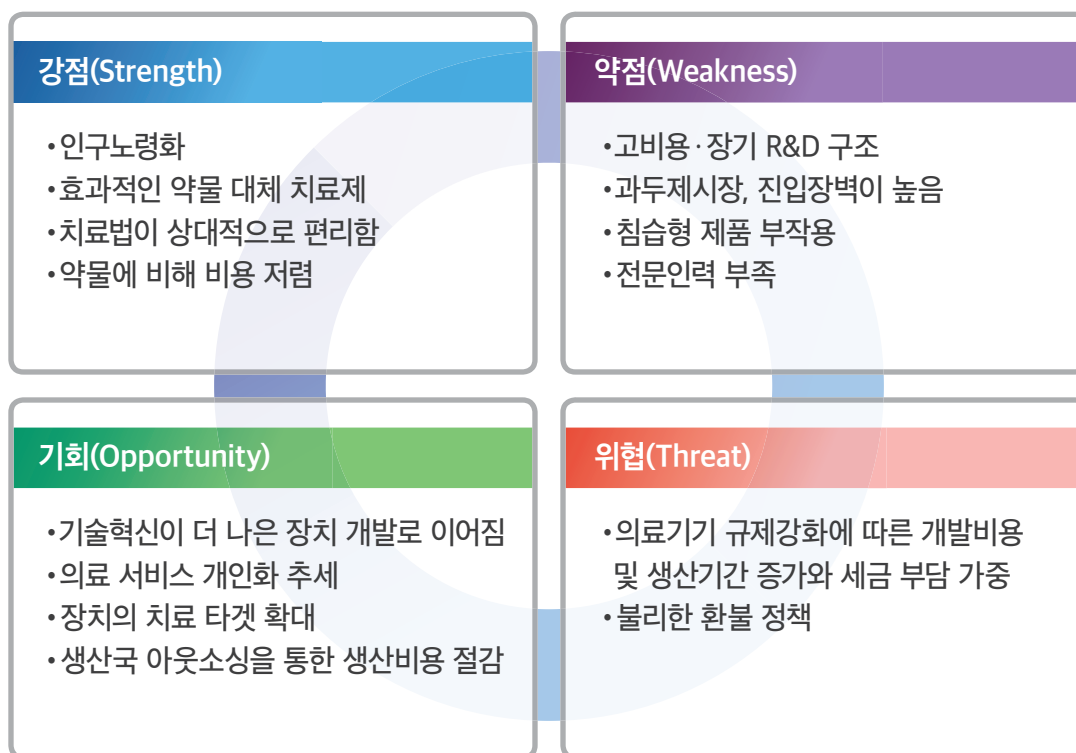 강점(Strength)
•인구노령화
•효과적인 약물 대체 치료제
•치료법이 상대적으로 편리함
•약물에 비해 비용 저렴
약점(Weakness)
•고비용·장기 R&D 구조
•과두제시장, 진입장벽이 높음
•침습형 제품 부작용
•전문인력 부족
기회(Opportunity)
•기술혁신이 더 나은 장치 개발로 이어짐
•의료 서비스 개인화 추세
•장치의 치료 타겟 확대
•생산국 아웃소싱을 통한 생산비용 절감
위협(Threat)
•의료기기 규제강화에 따른 개발비용
및 생산기간 증가와 세금 부담 가중
•불리한 환불 정책